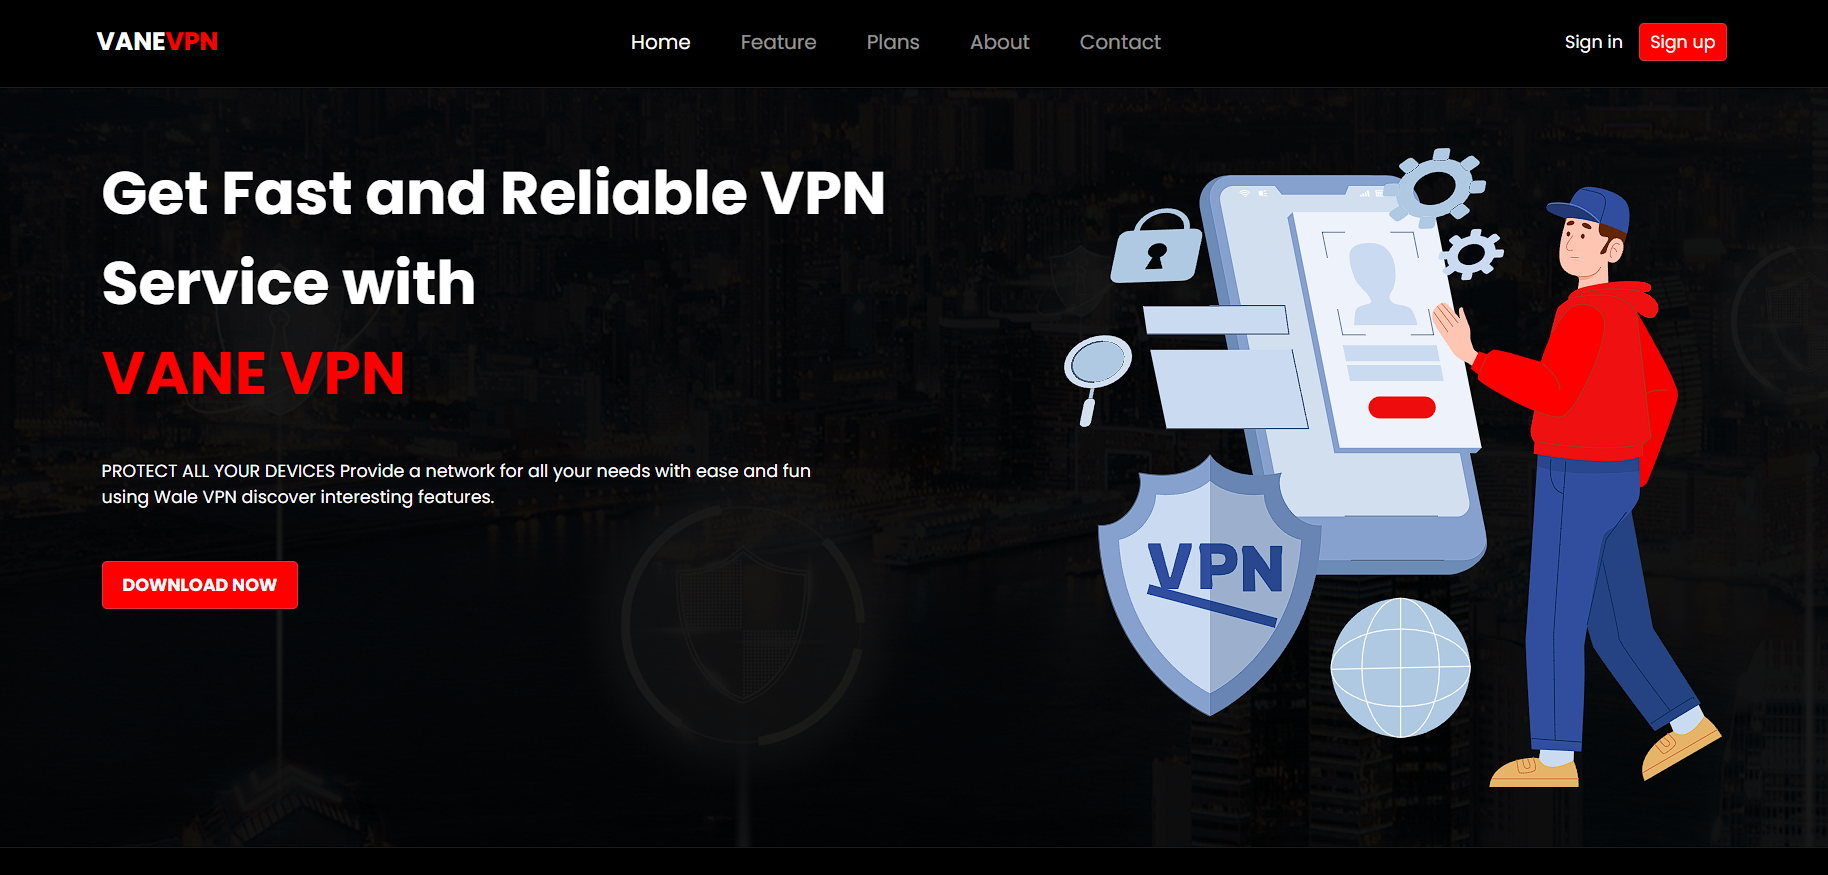 VANEVPN
Home Feature Plans About Contact
Sign in Sign up
Get Fast and Reliable VPN
Service with
VANE VPN
PROTECT ALL YOUR DEVICES Provide a network for all your needs with ease and fun
using Wale VPN discover interesting features.
DOWNLOAD NOW
VPN